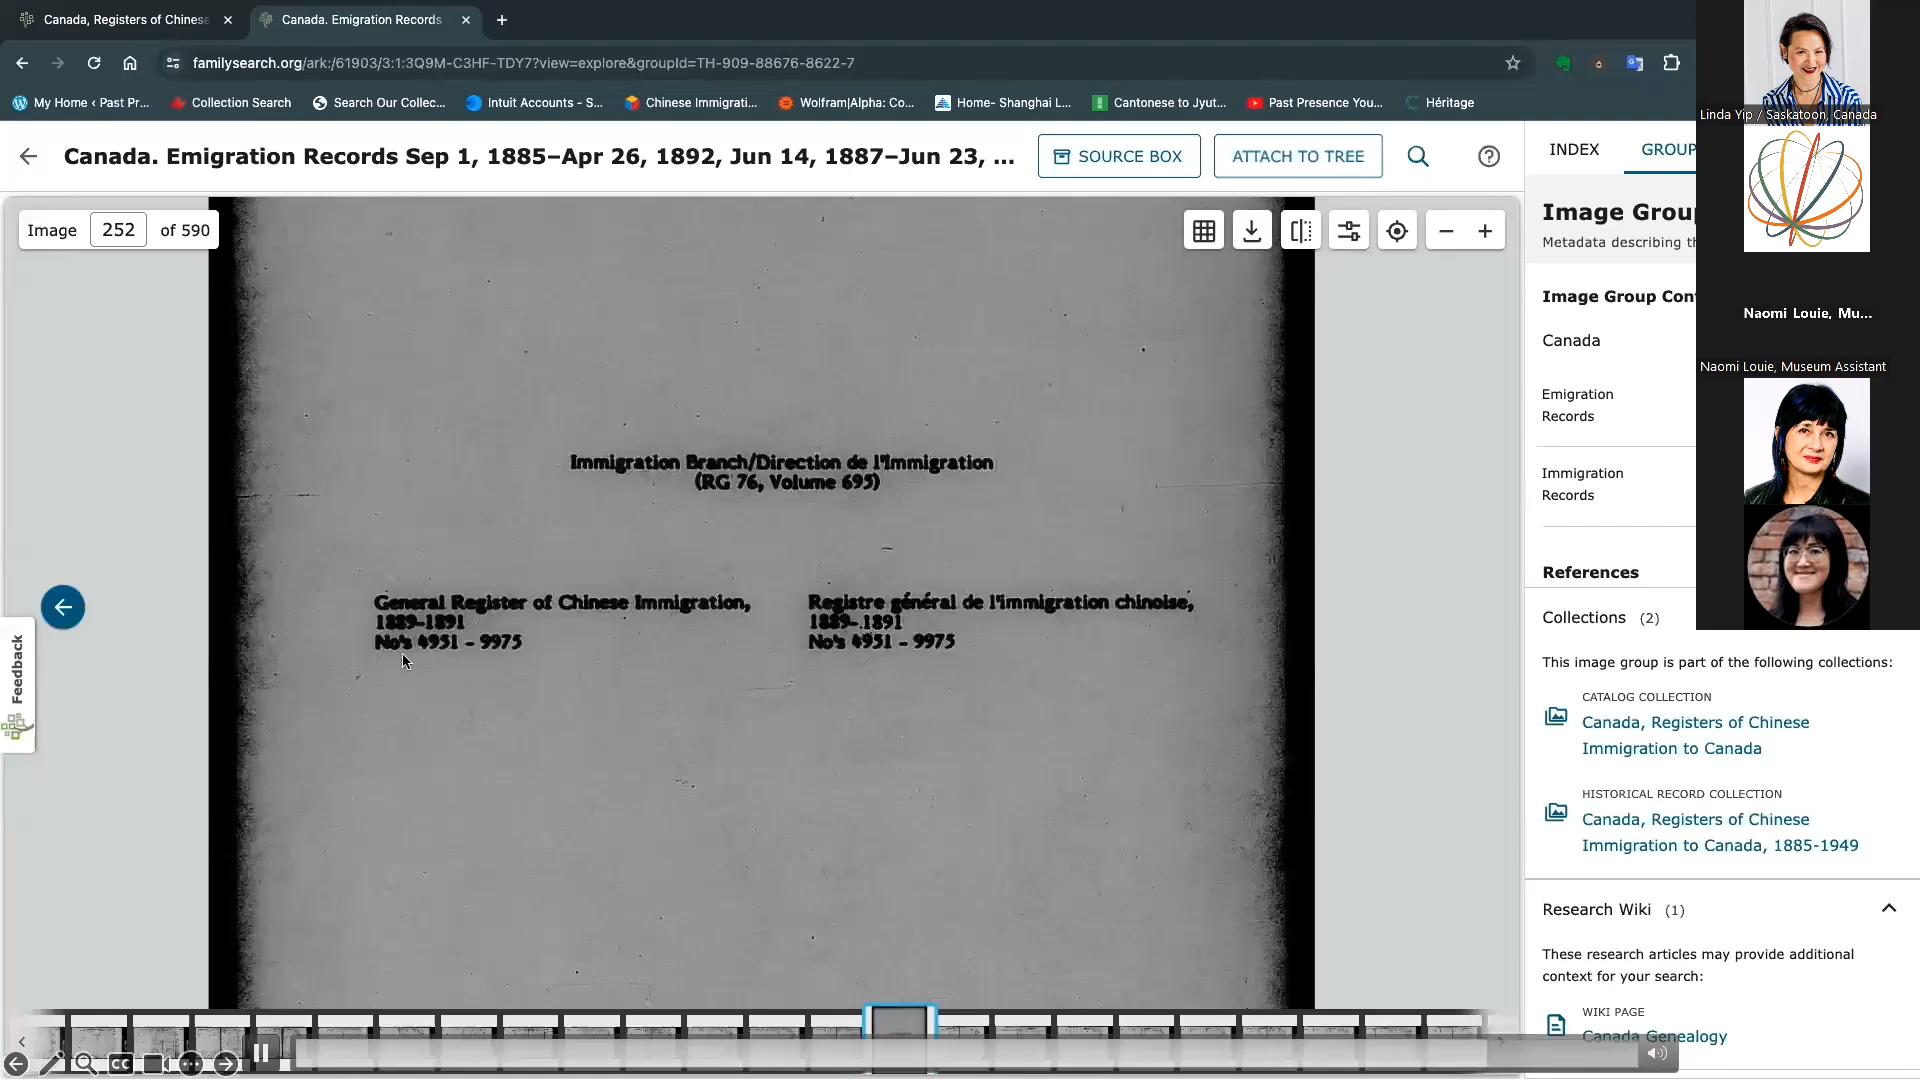 Canada, Registers of Chinese
Canada. Emigration Records
familysearch.org/ark:/61903/3:1:3Q9M-C3HF-TDY7?view=explore&groupId=TH-909-88676-8622-7
My Home ‹ Past Pr...
Collection Search
Search Our Collec...
Intuit Accounts - S...
Chinese Immigrati...
Wolfram|Alpha: Co...
Home- Shanghai L...
Cantonese to Jyut...
Past Presence You...
Héritage
Canada. Emigration Records Sep 1, 1885–Apr 26, 1892, Jun 14, 1887–Jun 23, ...
SOURCE BOX
ATTACH TO TREE
INDEX
GROUP
Image 252 of 590
Immigration Branch/Direction de l'Immigration
(RG 76, Volume 695)
General Register of Chinese Immigration,
1889-1891
No's 4951 - 9975
Registre général de l'immigration chinoise,
1889-1891
No's 4951 - 9975
Feedback
Image Grou
Metadata describing th
Image Group Con
Canada
Emigration
Records
Immigration
Records
References
Collections (2)
This image group is part of the following collections:
CATALOG COLLECTION
Canada, Registers of Chinese
Immigration to Canada
HISTORICAL RECORD COLLECTION
Canada, Registers of Chinese
Immigration to Canada, 1885-1949
Research Wiki (1)
These research articles may provide additional
context for your search:
WIKI PAGE
Canada Genealogy
Linda Yip / Saskatoon, Canada
Naomi Louie, Mu...
Naomi Louie, Museum Assistant
CC